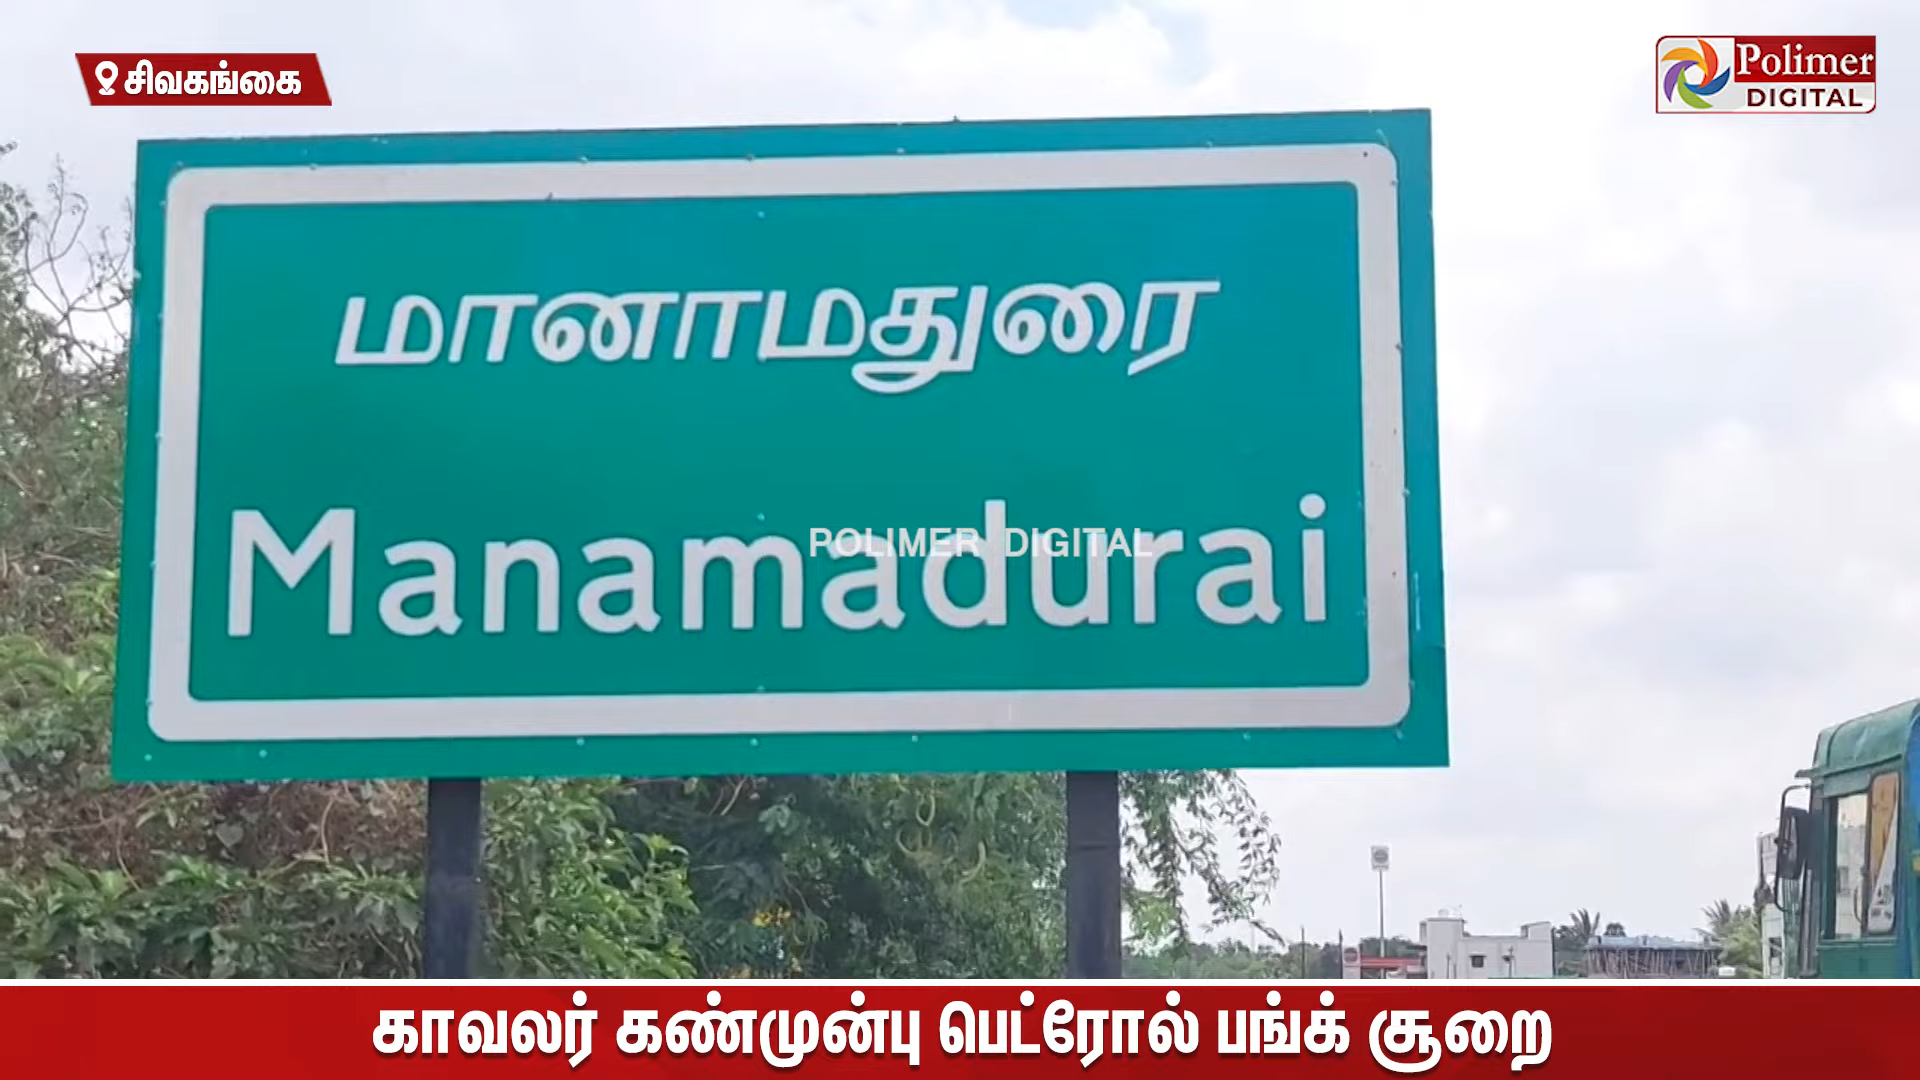 சிவகங்கை
Polimer
DIGITAL
மானாமதுரை
Manamadurai
POLIMER DIGITAL
காவலர் கண்முன்பு பெட்ரோல் பங்க் சூறை